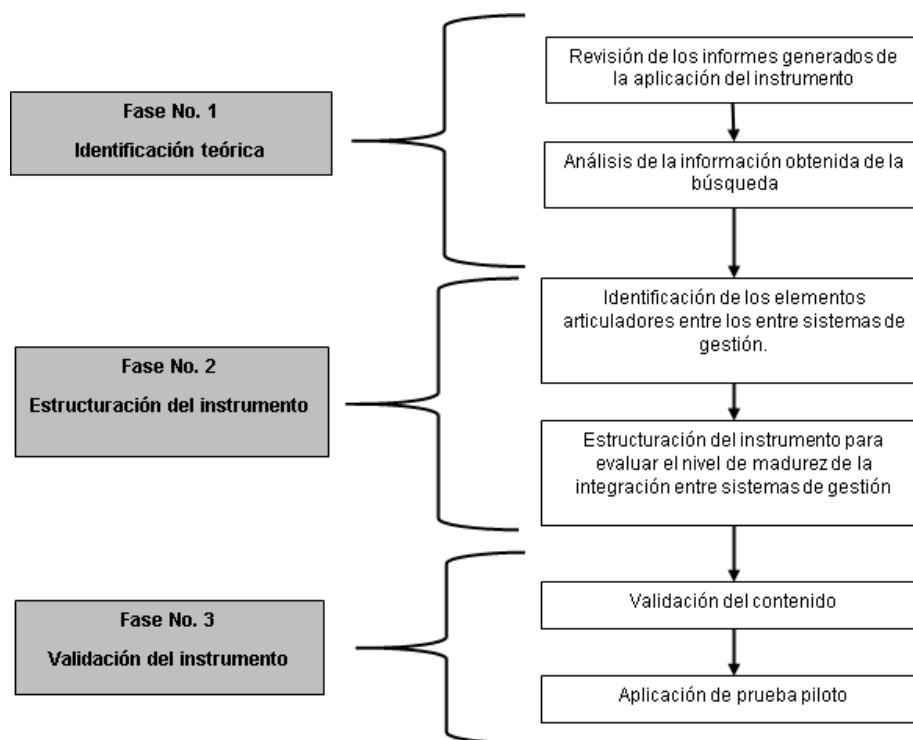 Fase No. 1
Identificación teórica
Revisión de los informes generados de
la aplicación del instrumento
Análisis de la información obtenida de la
búsqueda
Fase No. 2
Estructuración del instrumento
Identificación de los elementos
articuladores entre los entre sistemas de
gestión.
Estructuración del instrumento para
evaluar el nivel de madurez de la
integración entre sistemas de gestión
Fase No. 3
Validación del instrumento
Validación del contenido
Aplicación de prueba piloto